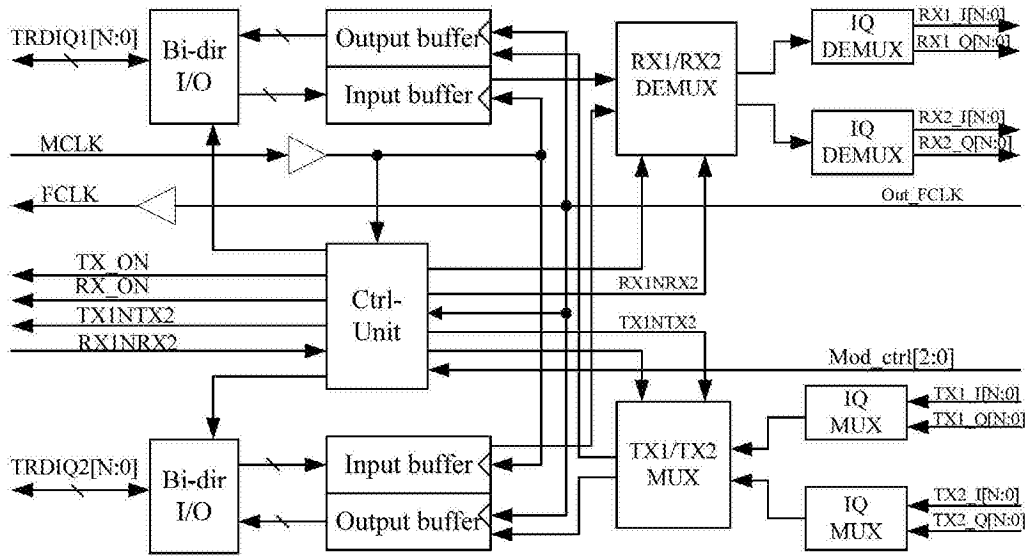 TRDIQ1[N:0]
Bi-dir
I/O
Output buffer
Input buffer
RX1/RX2
DEMUX
IQ
DEMUX
RX1_I[N:0]
RX1_Q[N:0]
IQ
DEMUX
RX2_I[N:0]
RX2_Q[N:0]
MCLK
FCLK
Out_FCLK
TX_ON
RX_ON
TX1NTX2
RX1NRX2
Ctrl-
Unit
RX1NRX2
TX1NTX2
Mod_ctrl[2:0]
TRDIQ2[N:0]
Bi-dir
I/O
Input buffer
Output buffer
TX1/TX2
MUX
IQ
MUX
TX1_I[N:0]
TX1_Q[N:0]
IQ
MUX
TX2_I[N:0]
TX2_Q[N:0]